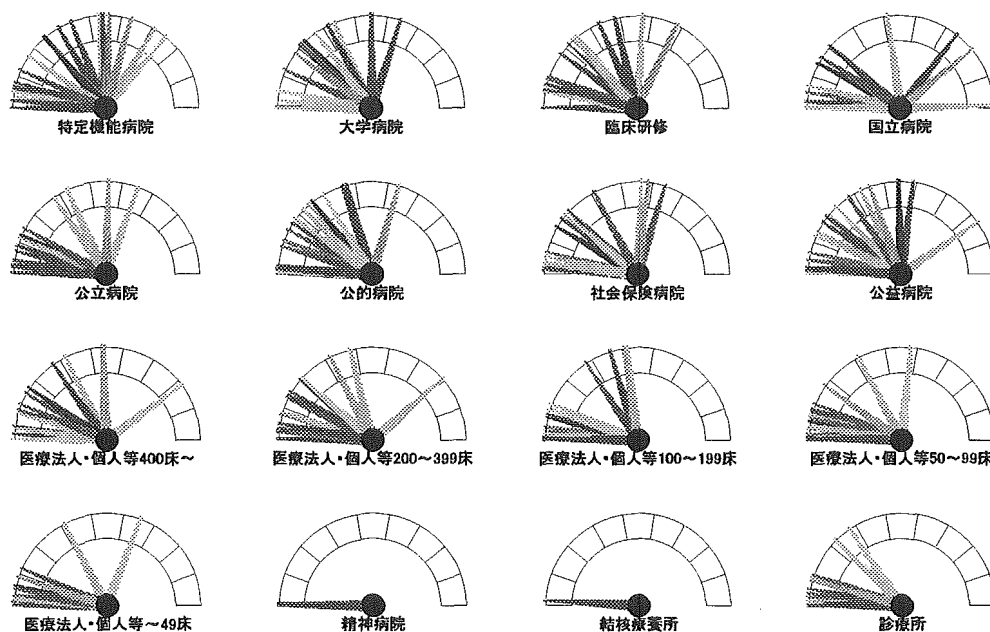 特定機能病院
大学病院
臨床研修
国立病院
公立病院
公的病院
社会保険病院
公益病院
医療法人・個人等400床～
医療法人・個人等200～399床
医療法人・個人等100～199床
医療法人・個人等50～99床
医療法人・個人等～49床
精神病院
結核療養所
診療所